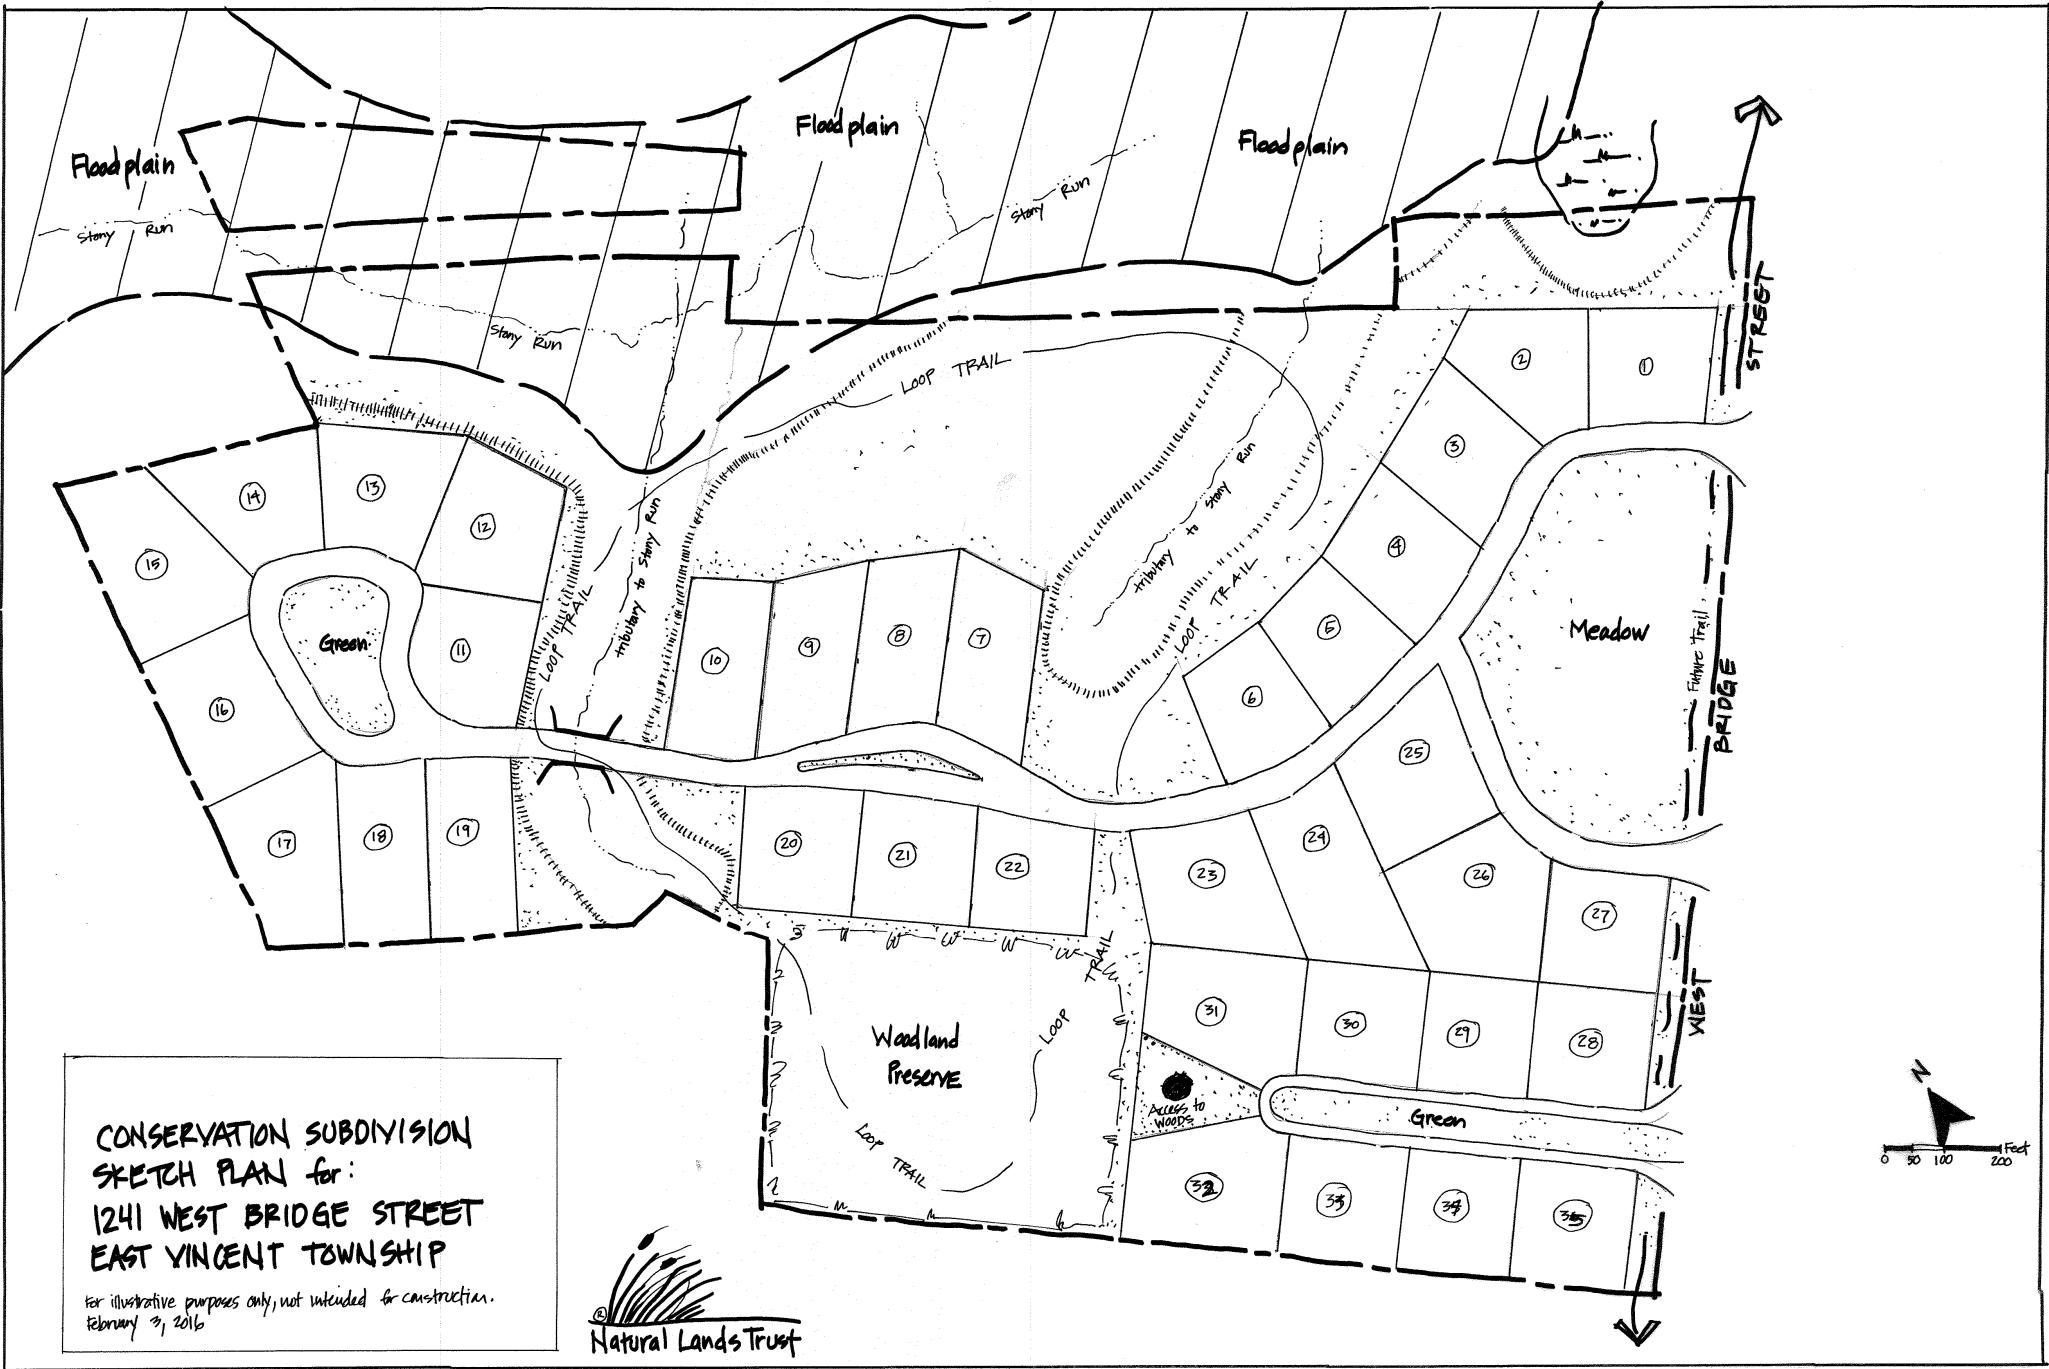 Floodplain
Floodplain
Floodplain
Stony Run
Stony Run
Stony Run
STREET
LOOP TRAIL
2
1
3
14
13
12
15
4
tributary to Stony Run
tributary to Stony Run
LOOP TRAIL
LOOP TRAIL
Green
11
10
9
8
7
5
6
Meadow
Future Trail
BRIDGE
16
25
17
18
19
20
21
22
23
24
26
27
WEST
TRAIL
LOOP
31
30
29
28
Woodland
Preserve
Access to
Woods
Green
LOOP TRAIL
32
33
34
35
N
0 50 100 200 Feet
CONSERVATION SUBDIVISION
SKETCH PLAN for:
1241 WEST BRIDGE STREET
EAST VINCENT TOWNSHIP
For illustrative purposes only, not intended for construction.
February 3, 2016
®
Natural Lands Trust